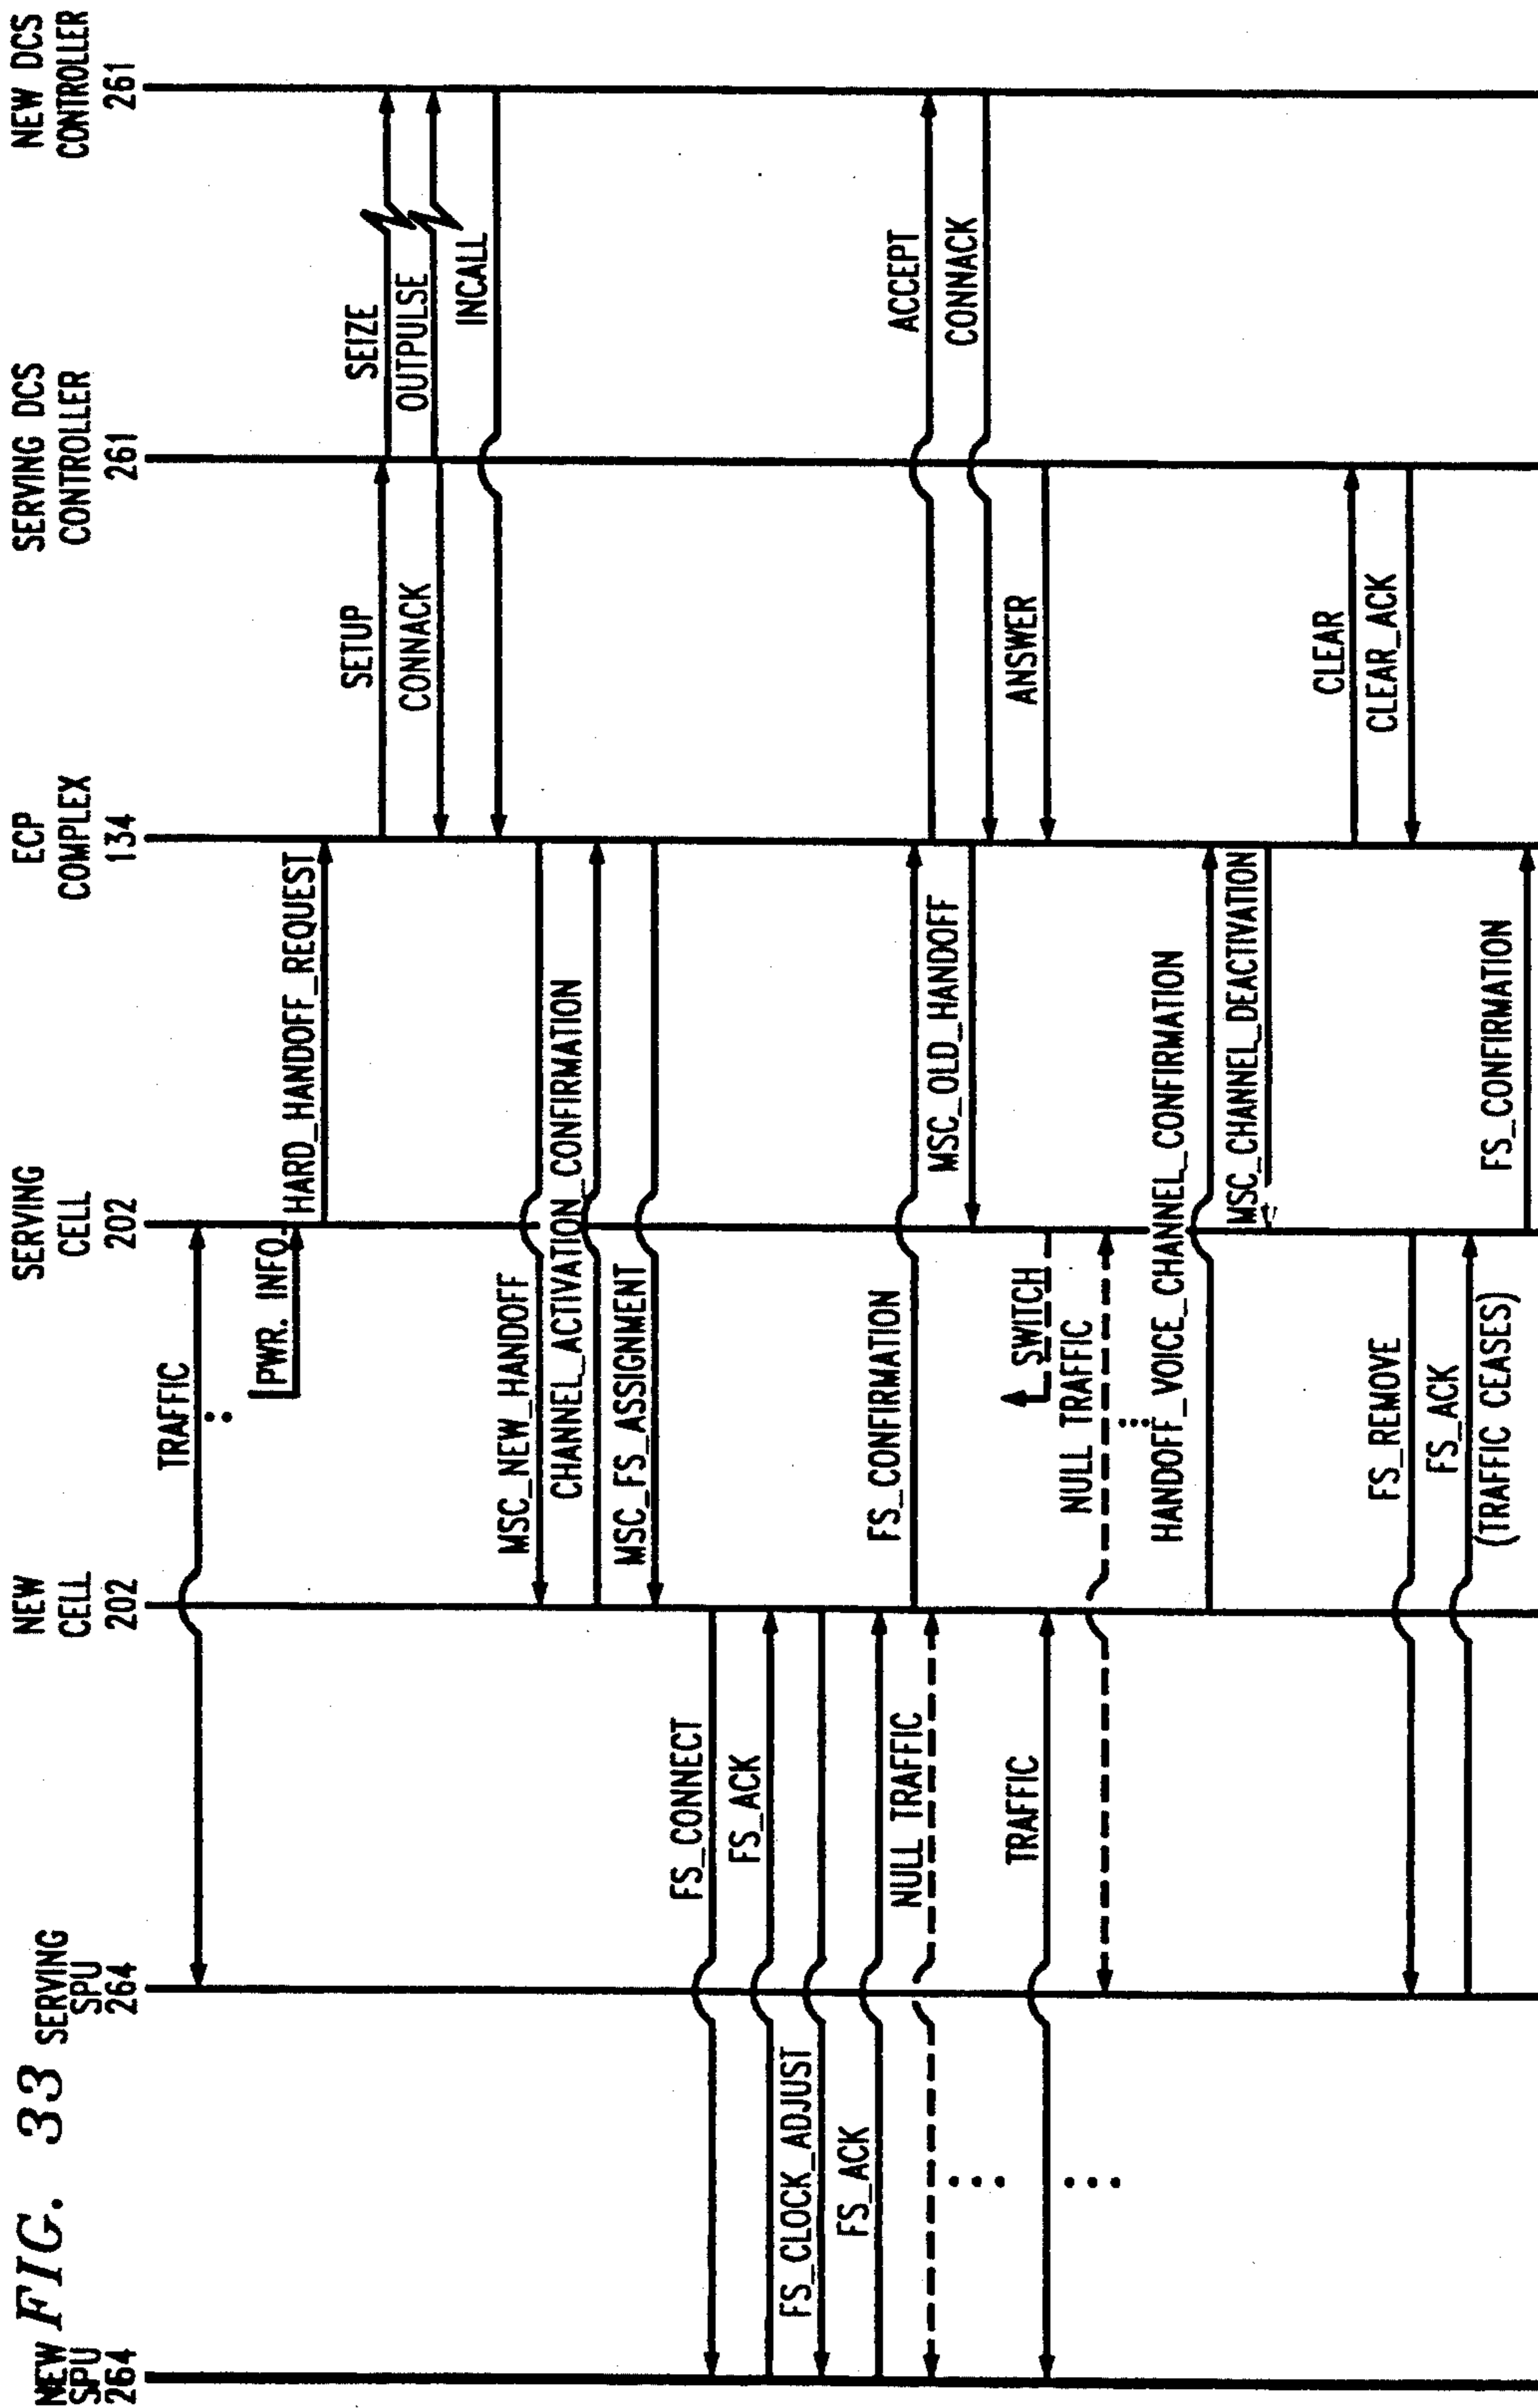 FIG. 33
NEW
SPU
264
SERVING
SPU
264
NEW
CELL
202
SERVING
CELL
202
ECP
COMPLEX
134
SERVING DCS
CONTROLLER
261
NEW DCS
CONTROLLER
261
TRAFFIC
PWR. INFO.
HARD_HANDOFF_REQUEST
SETUP
SEIZE
OUTPULSE
CONNACK
INCALL
MSC_NEW_HANDOFF
CHANNEL_ACTIVATION_CONFIRMATION
MSC_FS_ASSIGNMENT
FS_CONNECT
FS_ACK
FS_CLOCK_ADJUST
FS_ACK
FS_CONFIRMATION
NULL TRAFFIC
ACCEPT
MSC_OLD_HANDOFF
CONNACK
TRAFFIC
SWITCH
ANSWER
NULL TRAFFIC
HANDOFF_VOICE_CHANNEL_CONFIRMATION
MSC_CHANNEL_DEACTIVATION
CLEAR
FS_REMOVE
CLEAR_ACK
FS_ACK
(TRAFFIC CEASES)
FS_CONFIRMATION